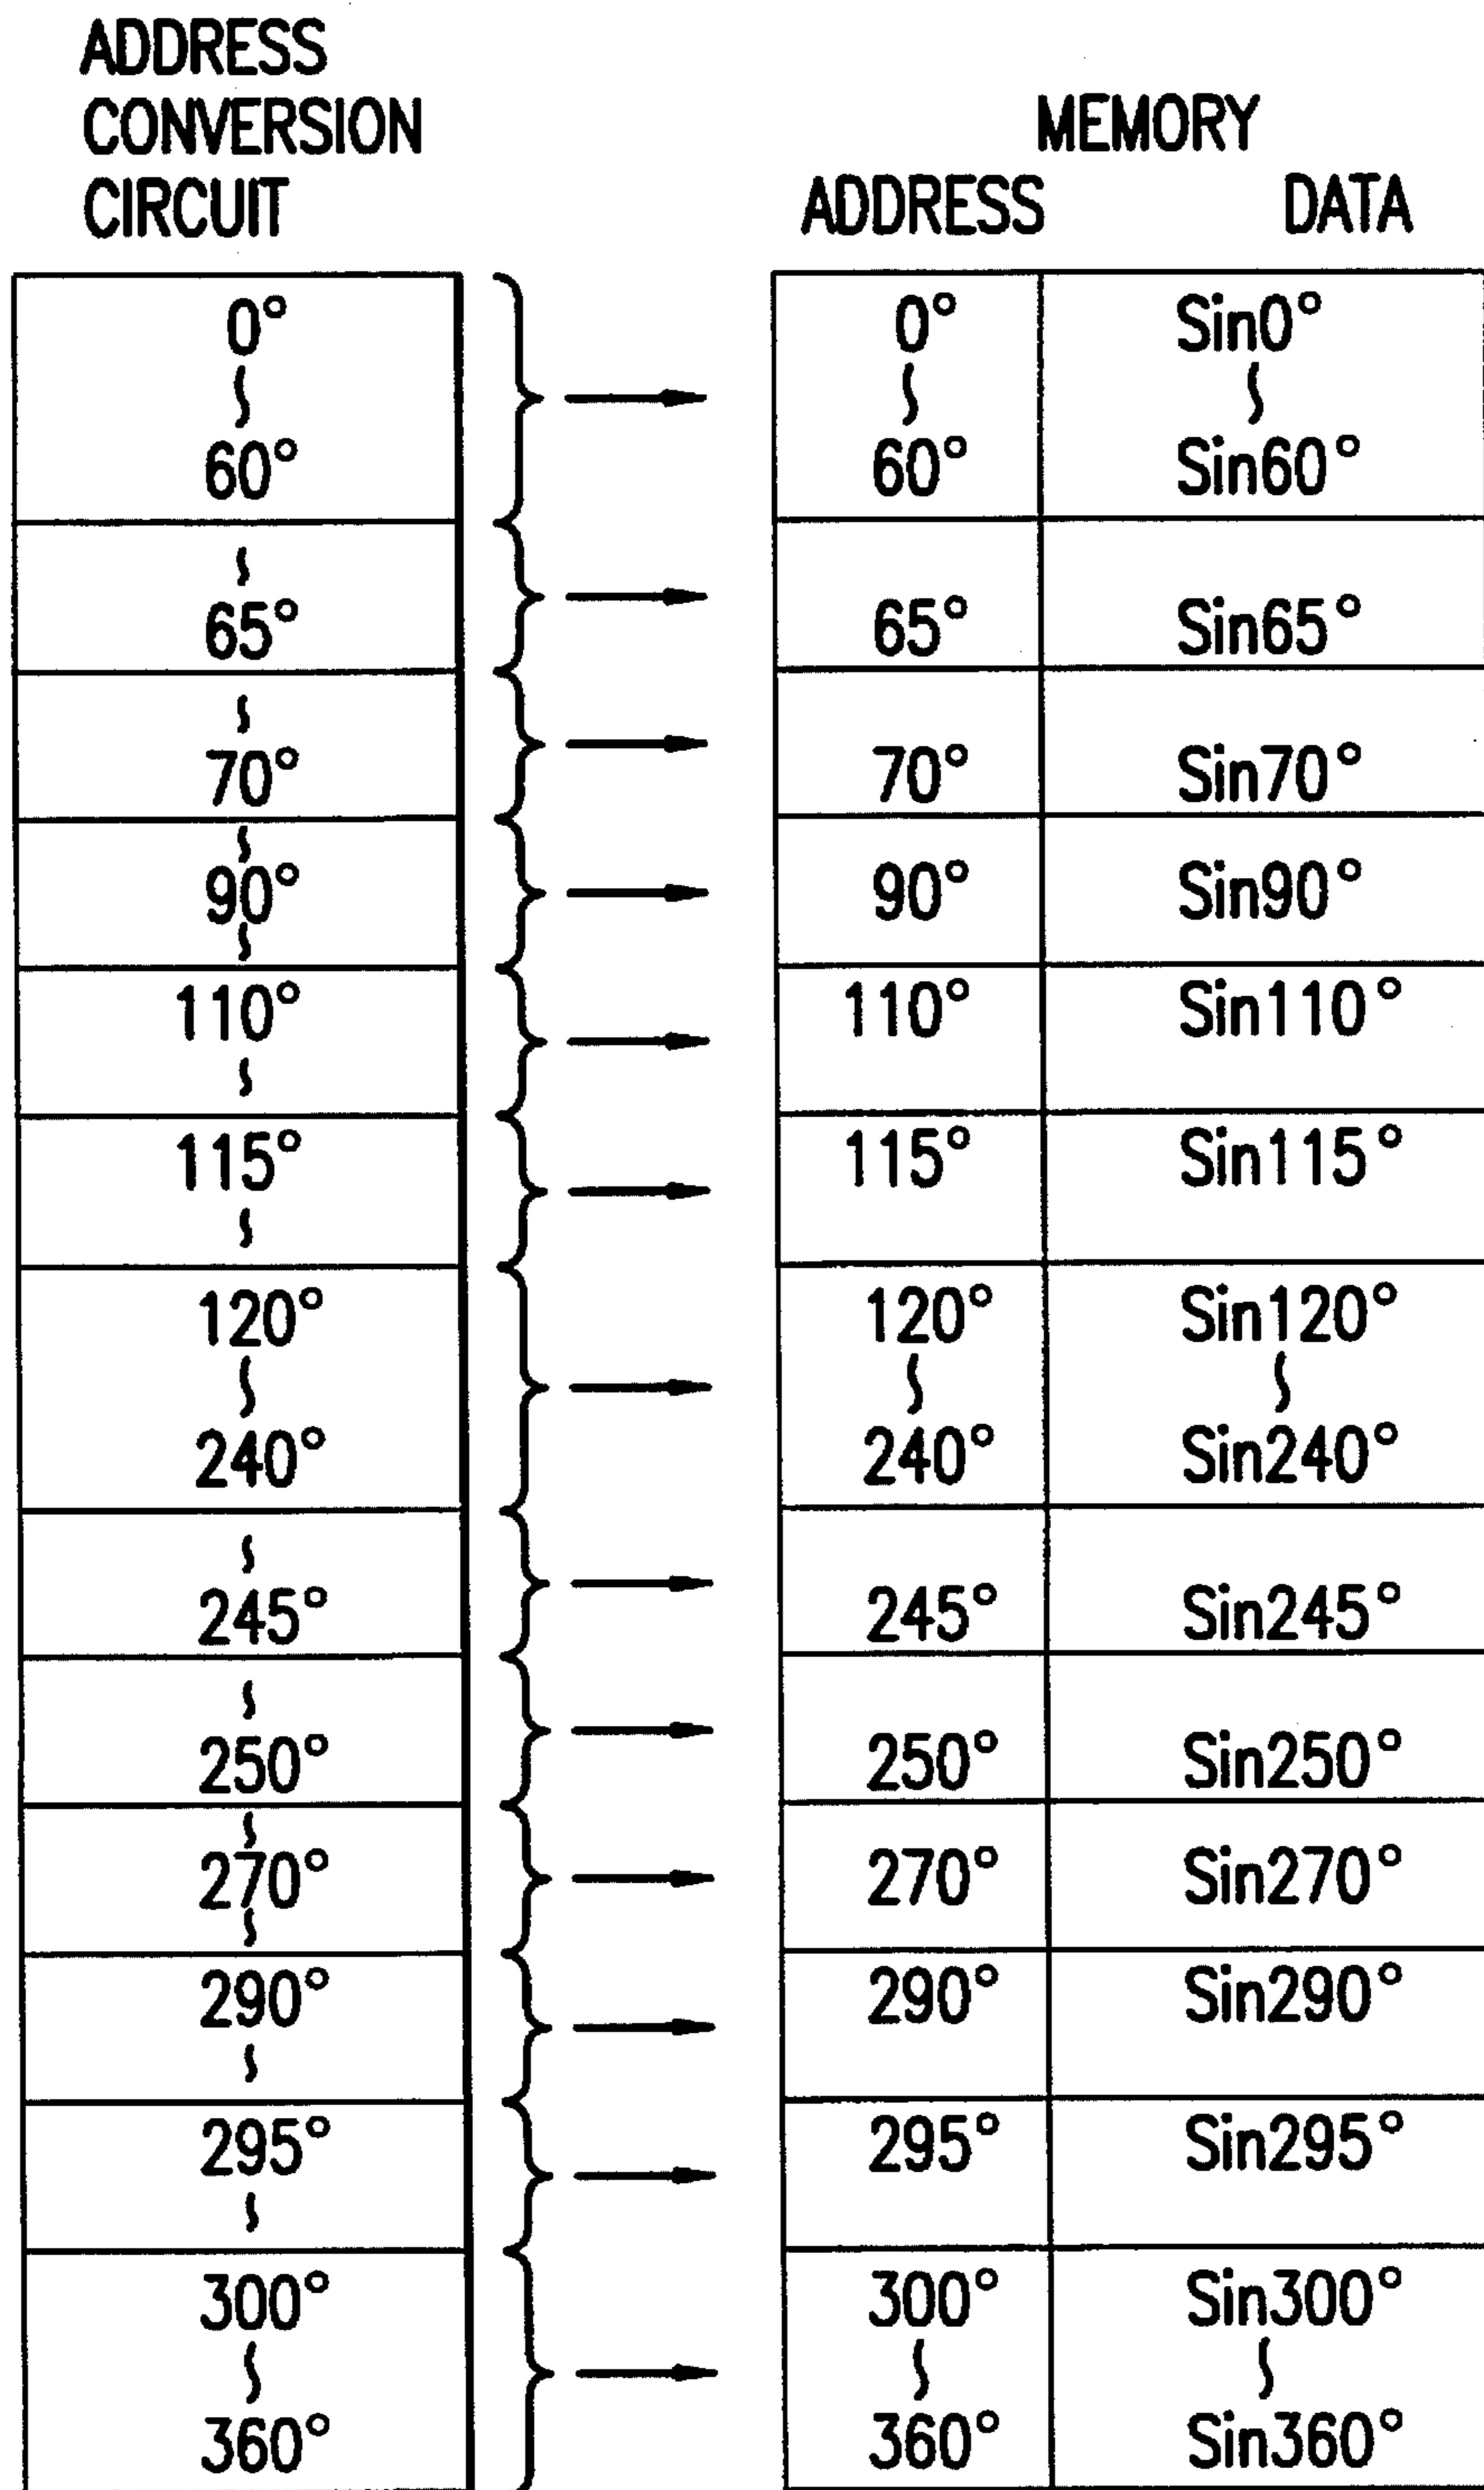 ADDRESS
CONVERSION
CIRCUIT
MEMORY
ADDRESS DATA
0° 0° Sin0°
~ ~ ~
60° 60° Sin60°
~
65° 65° Sin65°
~
70° 70° Sin70°
~
90° 90° Sin90°
~
110° 110° Sin110°
~
115° 115° Sin115°
~
120° 120° Sin120°
~ ~ ~
240° 240° Sin240°
~
245° 245° Sin245°
~
250° 250° Sin250°
~
270° 270° Sin270°
~
290° 290° Sin290°
~
295° 295° Sin295°
~
300° 300° Sin300°
~ ~ ~
360° 360° Sin360°